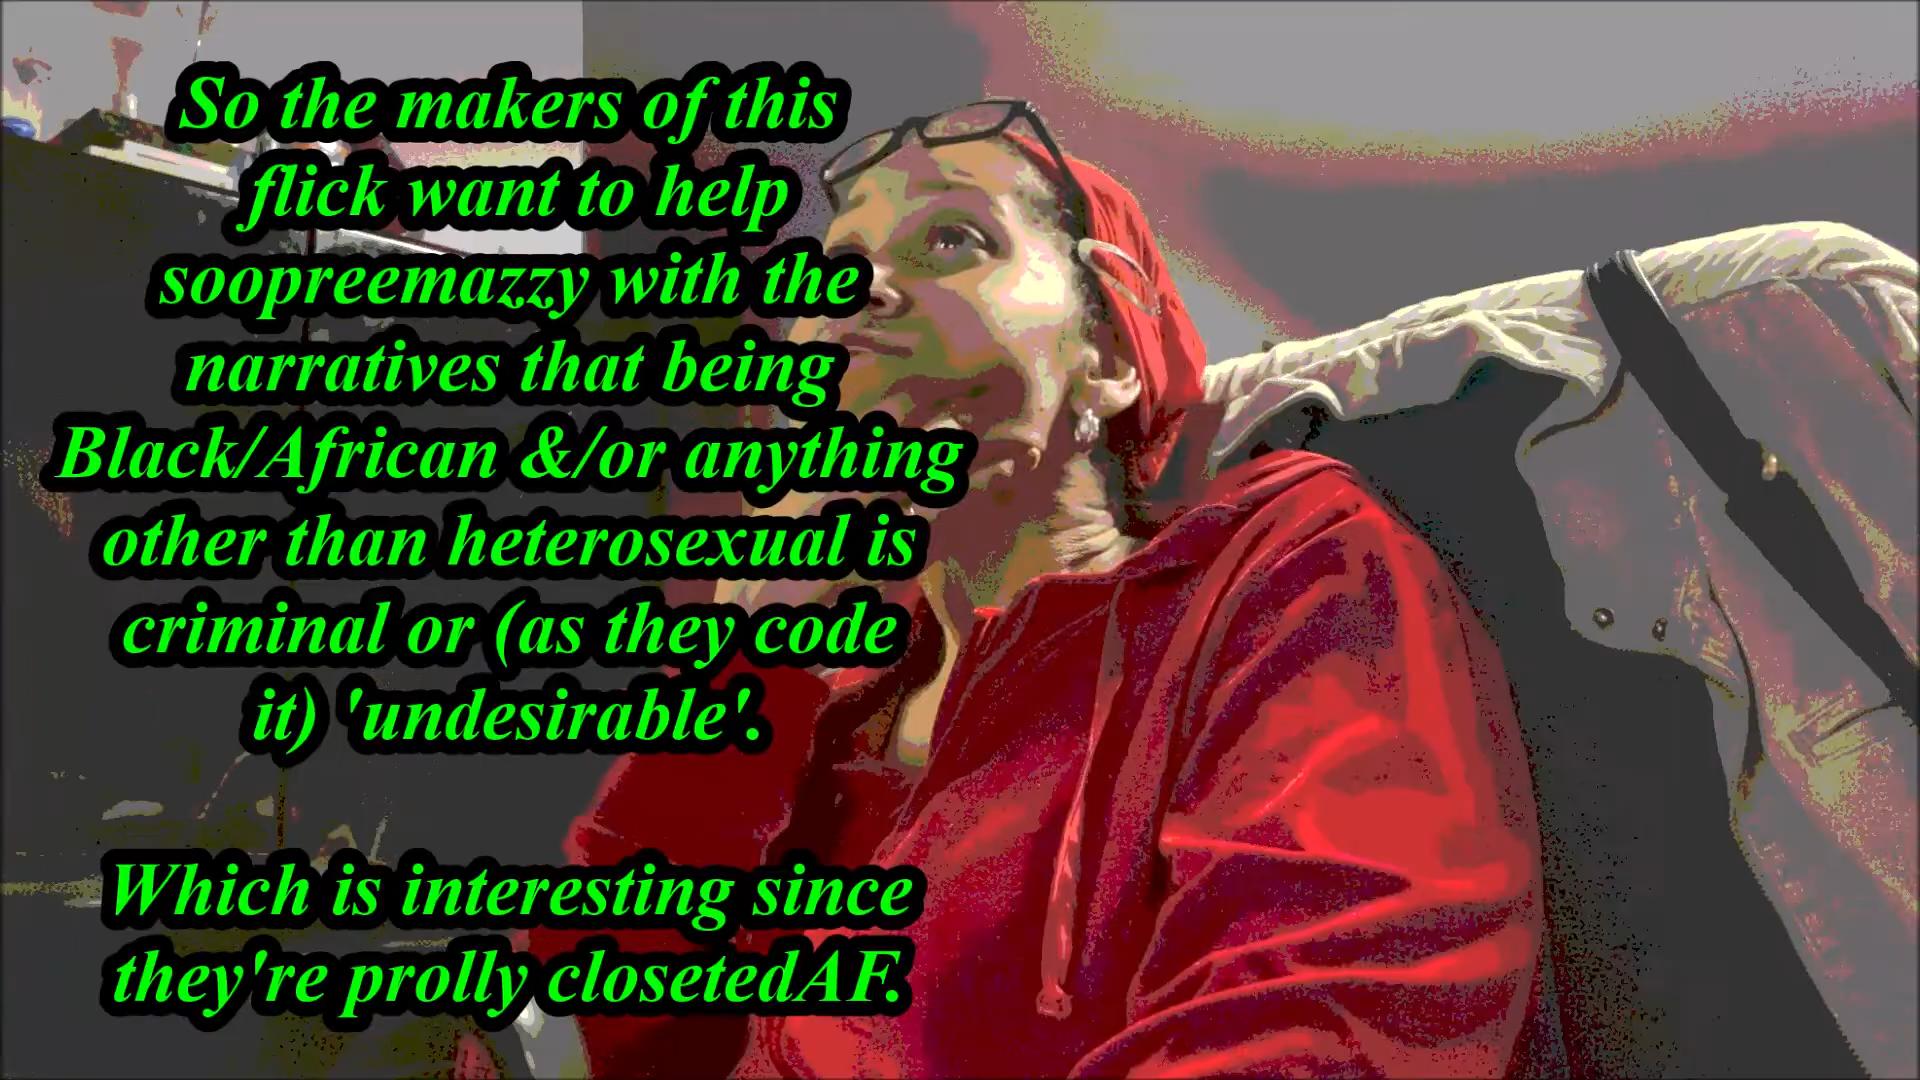 So the makers of this
flick want to help
soopreemazzy with the
narratives that being
Black/African &/or anything
other than heterosexual is
criminal or (as they code
it) 'undesirable'.
Which is interesting since
they're prolly closetedAF.